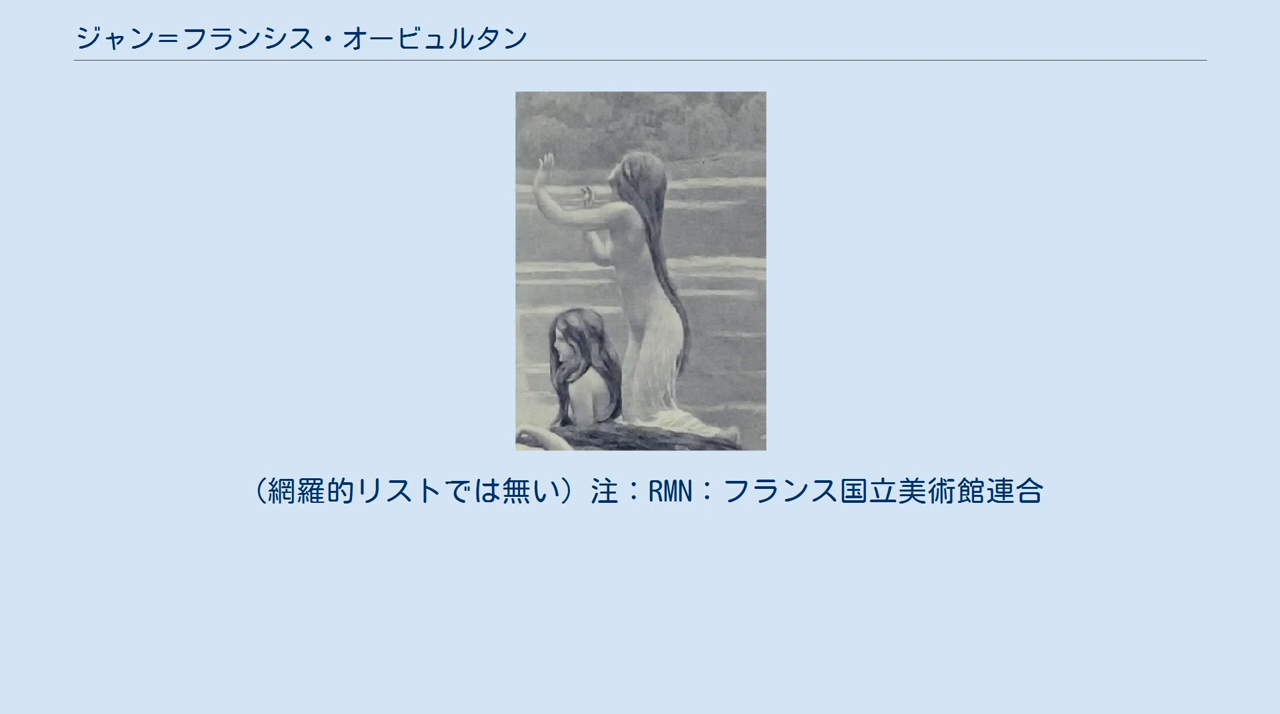 ジャン＝フランシス・オービュルタン
（網羅的リストでは無い）注：RMN：フランス国立美術館連合